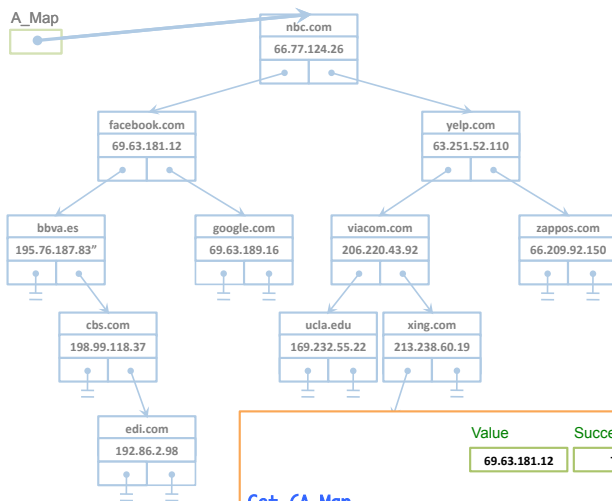 A_Map
nbc.com
66.77.124.26
facebook.com
69.63.181.12
yelp.com
63.251.52.110
bbva.es
195.76.187.83”
google.com
69.63.189.16
viacom.com
206.220.43.92
zappos.com
66.209.92.150
cbs.com
198.99.118.37
ucla.edu
169.232.55.22
xing.com
213.238.60.19
edi.com
192.86.2.98
Value
69.63.181.12